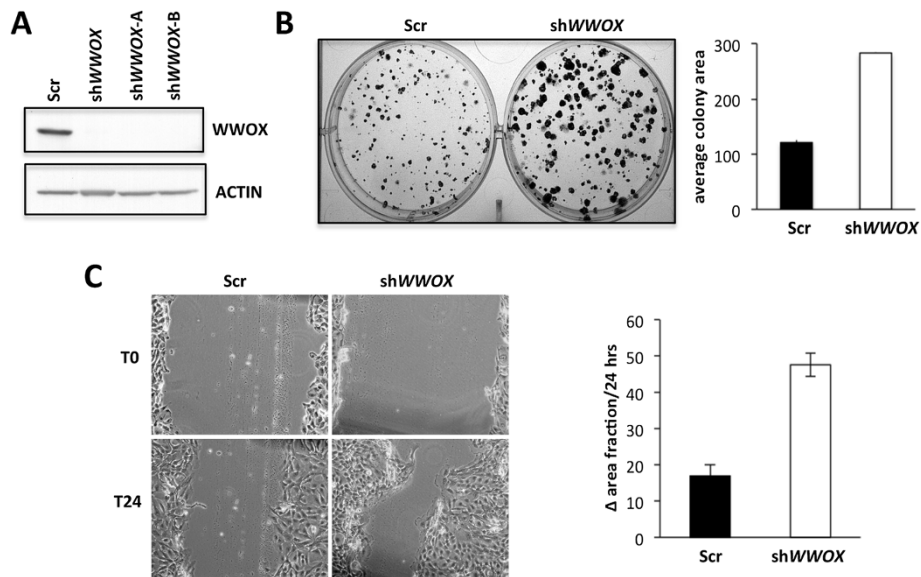 A
Scr
shWWOX
shWWOX-A
shWWOX-B
WWOX
ACTIN
B
Scr shWWOX
average colony area
300
200
100
0
Scr shWWOX
C
Scr shWWOX
T0
T24
Δ area fraction/24 hrs
60
50
40
30
20
10
0
Scr shWWOX